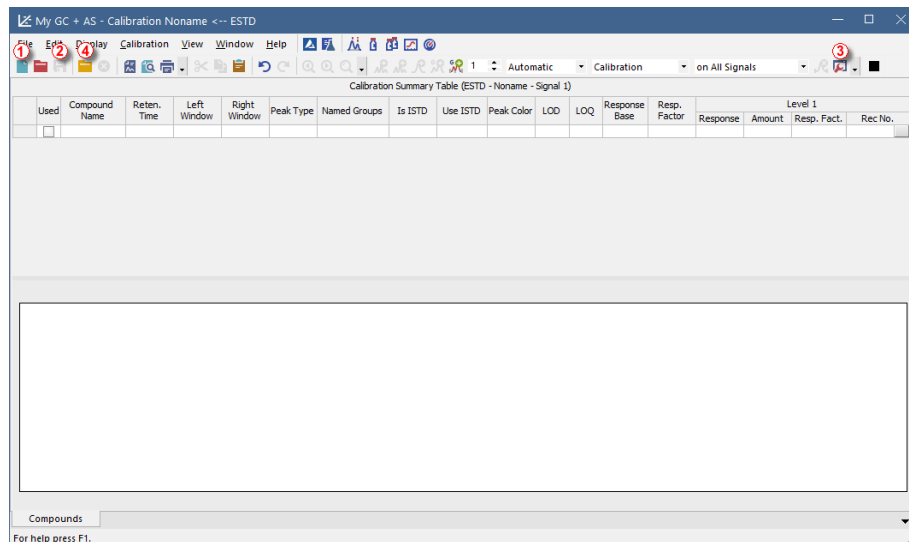 My GC + AS - Calibration Noname <-- ESTD
File Edit Display Calibration View Window Help
1 2 4 3
1 Automatic Calibration on All Signals
Calibration Summary Table (ESTD - Noname - Signal 1)
Used Compound Name Reten. Time Left Window Right Window Peak Type Named Groups Is ISTD Use ISTD Peak Color LOD LOQ Response Base Resp. Factor Level 1
Response Amount Resp. Fact. Rec No.
Compounds
For help press F1.